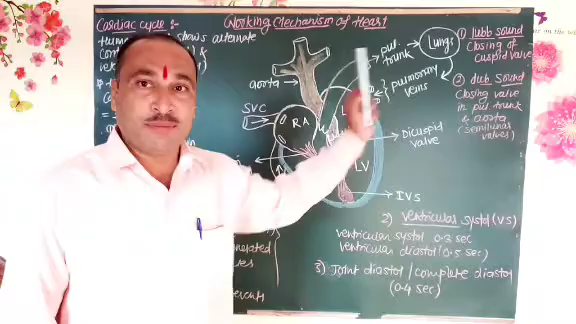 Cardiac cycle :-
Working Mechanism of Heart
Human
shows alternate
&
aorta
SVC
RA
LV
pul. trunk
Lungs
pulmonary veins
Dicuspid valve
IVS
① lubb sound
Closing of
cuspid valve
② dub sound
Closing valve
in pul trunk
& aorta
(semilunar
valves)
2) Ventricular systol (VS)
ventricular systol 0.3 sec
ventricular diastol (0.5 sec)
3) Joint diastol / complete diastol
(0.4 sec)
events